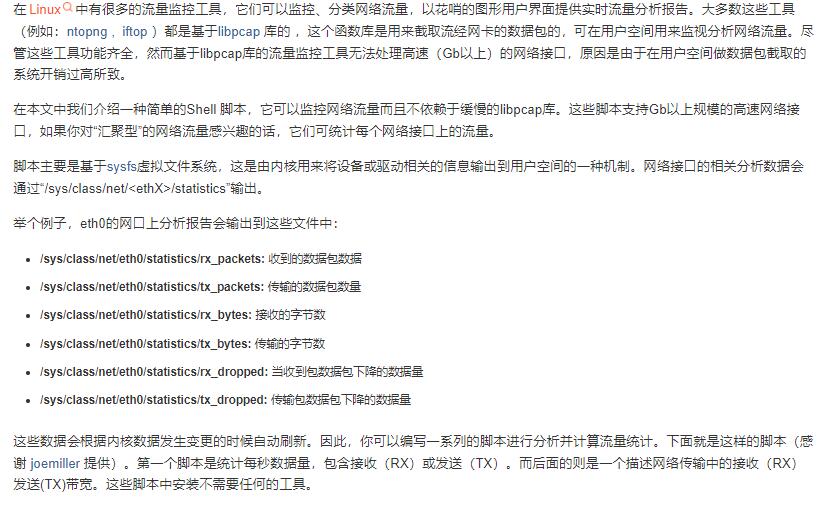 在 Linux 中有很多的流量监控工具，它们可以监控、分类网络流量，以花哨的图形用户界面提供实时流量分析报告。大多数这些工具
（例如：ntopng , iftop ）都是基于libpcap 库的 ，这个函数库是用来截取流经网卡的数据包的，可在用户空间用来监视分析网络流量。尽
管这些工具功能齐全，然而基于libpcap库的流量监控工具无法处理高速（Gb以上）的网络接口，原因是由于在用户空间做数据包截取的
系统开销过高所致。
在本文中我们介绍一种简单的Shell 脚本，它可以监控网络流量而且不依赖于缓慢的libpcap库。这些脚本支持Gb以上规模的高速网络接
口，如果你对“汇聚型”的网络流量感兴趣的话，它们可统计每个网络接口上的流量。
脚本主要是基于sysfs虚拟文件系统，这是由内核用来将设备或驱动相关的信息输出到用户空间的一种机制。网络接口的相关分析数据会
通过“/sys/class/net/<ethX>/statistics”输出。
举个例子，eth0的网口上分析报告会输出到这些文件中：
• /sys/class/net/eth0/statistics/rx_packets: 收到的数据包数据
• /sys/class/net/eth0/statistics/tx_packets: 传输的数据包数量
• /sys/class/net/eth0/statistics/rx_bytes: 接收的字节数
• /sys/class/net/eth0/statistics/tx_bytes: 传输的字节数
• /sys/class/net/eth0/statistics/rx_dropped: 当收到包数据包下降的数据量
• /sys/class/net/eth0/statistics/tx_dropped: 传输包数据包下降的数据量
这些数据会根据内核数据发生变更的时候自动刷新。因此，你可以编写一系列的脚本进行分析并计算流量统计。下面就是这样的脚本（感
谢 joemiller 提供）。第一个脚本是统计每秒数据量，包含接收（RX）或发送（TX）。而后面的则是一个描述网络传输中的接收（RX）
发送(TX)带宽。这些脚本中安装不需要任何的工具。